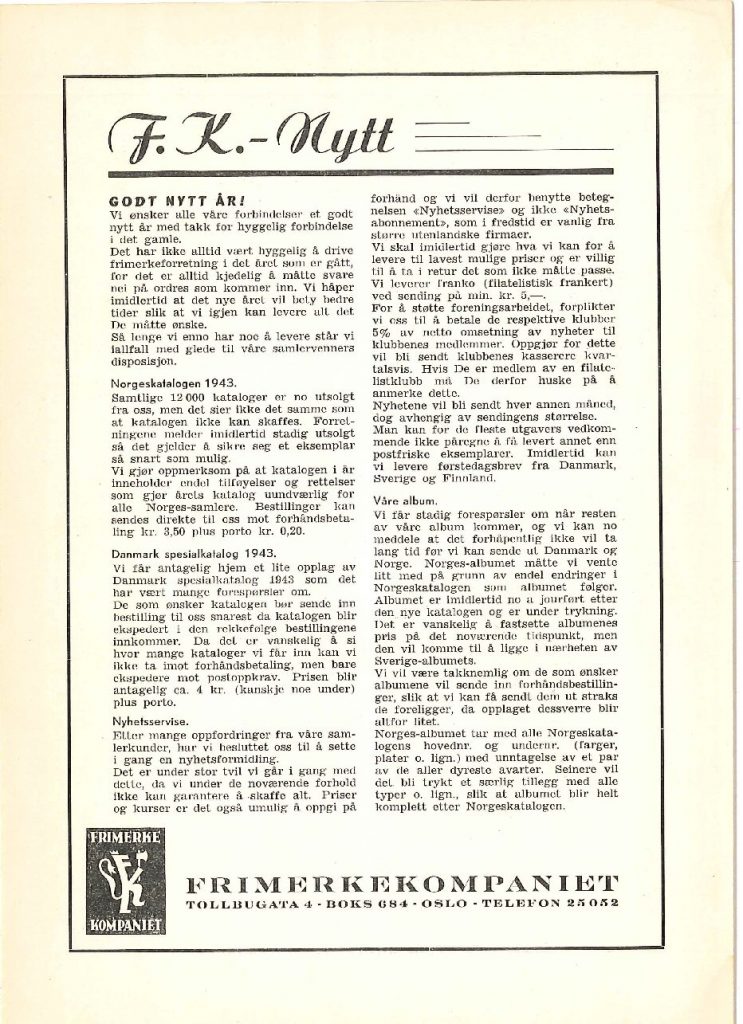 F. K.-Nytt
GODT NYTT ÅR!
Vi ønsker alle våre forbindelser et godt
nytt år med takk for hyggelig forbindelse
i det gamle.
Det har ikke alltid vært hyggelig å drive
frimerkeforretning i det året som er gått,
for det er alltid kjedelig å måtte svare
nei på ordres som kommer inn. Vi håper
imidlertid at det nye året vil bety bedre
tider slik at vi igjen kan levere alt det
De måtte ønske.
Så lenge vi enno har noe å levere står vi
iallfall med glede til våre samlervenners
disposisjon.
Norgeskatalogen 1943.
Samtlige 12 000 kataloger er no utsolgt
fra oss, men det sier ikke det samme som
at katalogen ikke kan skaffes. Forret-
ningene melder imidlertid stadig utsolgt
så det gjelder å sikre seg et eksemplar
så snart som mulig.
Vi gjør oppmerksom på at katalogen i år
inneholder endel tilføyelser og rettelser
som gjør årets katalog uundværlig for
alle Norges-samlere. Bestillinger kan
sendes direkte til oss mot forhåndsbeta-
ling kr. 3,50 plus porto kr. 0,20.
Danmark spesialkatalog 1943.
Vi får antagelig hjem et lite opplag av
Danmark spesialkatalog 1943 som det
har vært mange forespørsler om.
De som ønsker katalogen bør sende inn
bestilling til oss snarest da katalogen blir
ekspedert i den rekkefølge bestillingene
innkommer. Da det er vanskelig å si
hvor mange kataloger vi får inn kan vi
ikke ta imot forhåndsbetaling, men bare
ekspedere mot postoppkrav. Prisen blir
antagelig ca. 4 kr. (kanskje noe under)
plus porto.
Nyhetsservise.
Etter mange oppfordringer fra våre sam-
lerkunder, har vi besluttet oss til å sette
i gang en nyhetsformidling.
Det er under stor tvil vi går i gang med
dette, da vi under de noværende forhold
ikke kan garantere å skaffe alt. Priser
og kurser er det også umulig å oppgi på
forhånd og vi vil derfor benytte beteg-
nelsen «Nyhetsservise» og ikke «Nyhets-
abonnement», som i fredstid er vanlig fra
større utenlandske firmaer.
Vi skal imidlertid gjøre hva vi kan for å
levere til lavest mulige priser og er villig
til å ta i retur det som ikke måtte passe.
Vi leverer franko (filatelistisk frankert)
ved sending på min. kr. 5,—.
For å støtte foreningsarbeidet, forplikter
vi oss til å betale de respektive klubber
5% av netto omsetning av nyheter til
klubbenes medlemmer. Oppgjør for dette
vil bli sendt klubbenes kasserere kvar-
talsvis. Hvis De er medlem av en filate-
listklubb må De derfor huske på å
anmerke dette.
Nyhetene vil bli sendt hver annen måned,
dog avhengig av sendingens størrelse.
Man kan for de fleste utgavers vedkom-
mende ikke påregne å få levert annet enn
postfriske eksemplarer. Imidlertid kan
vi levere førstedagsbrev fra Danmark,
Sverige og Finnland.
Våre album.
Vi får stadig forespørsler om når resten
av våre album kommer, og vi kan no
meddele at det forhåpentlig ikke vil ta
lang tid før vi kan sende ut Danmark og
Norge. Norges-albumet måtte vi vente
litt med på grunn av endel endringer i
Norgeskatalogen som albumet følger.
Albumet er imidlertid no a jourført etter
den nye katalogen og er under trykning.
Det er vanskelig å fastsette albumenes
pris på det noværende tidspunkt, men
den vil komme til å ligge i nærheten av
Sverige-albumets.
Vi vil være takknemlig om de som ønsker
albumene vil sende inn forhåndsbestillin-
ger, slik at vi kan få sendt dem ut straks
de foreligger, da opplaget dessverre blir
altfor litet.
Norges-albumet tar med alle Norgeskata-
logens hovednr. og undernr. (farger,
plater o. lign.) med unntagelse av et par
av de aller dyreste avarter. Seinere vil
det bli trykt et særlig tillegg med alle
typer o. lign., slik at albumet blir helt
komplett etter Norgeskatalogen.
FRIMERKE
FK
KOMPANIET
FRIMERKEKOMPANIET
TOLLBUGATA 4 - BOKS 684 - OSLO - TELEFON 25052